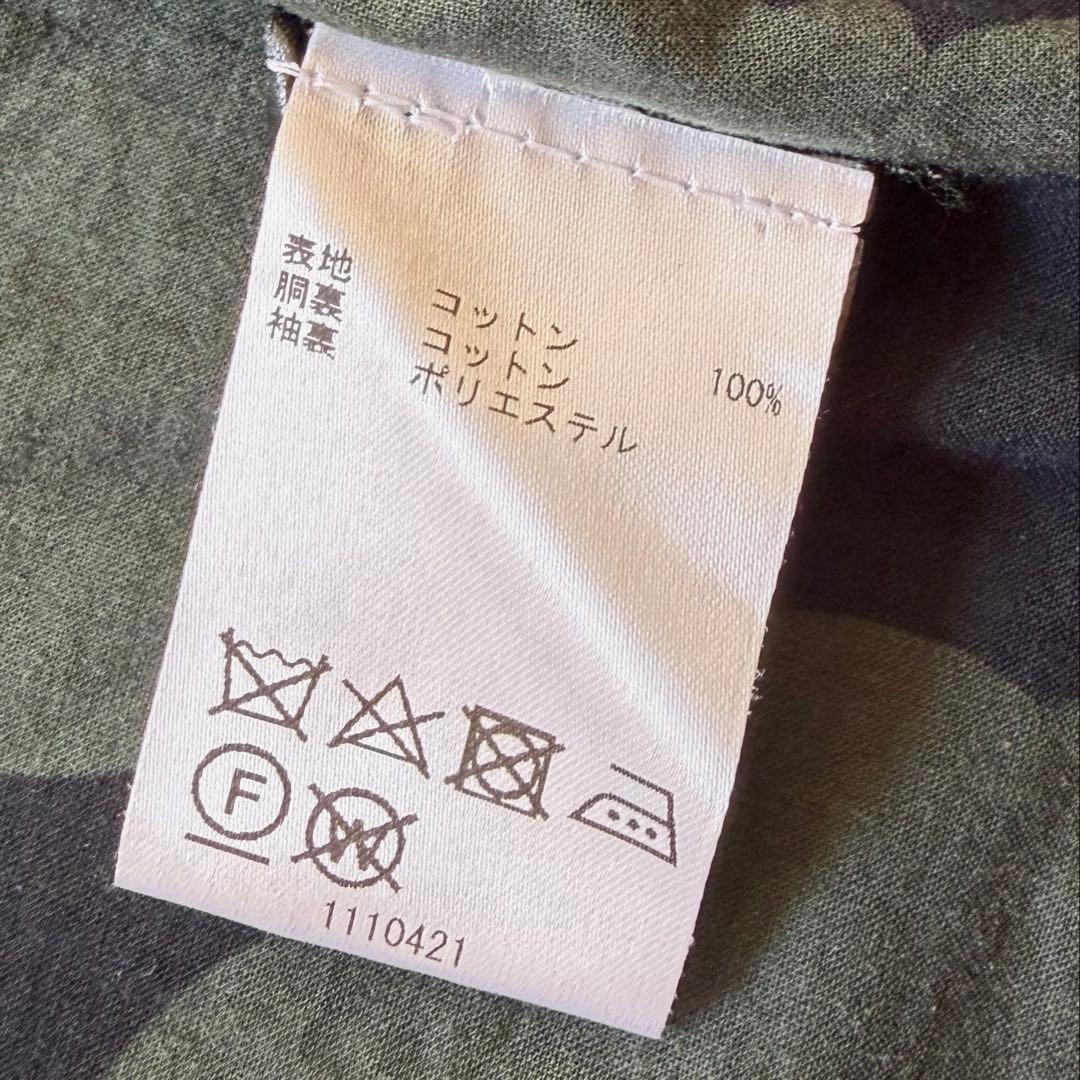 表地 コットン 100%
胴裏 コットン
袖裏 ポリエステル
F
W
1110421